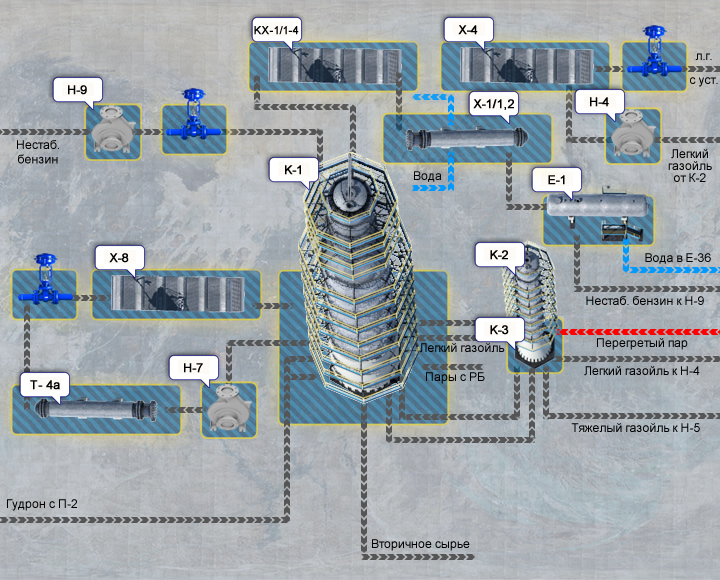 КХ-1/1-4
Х-4
л.г.
с уст.
Н-9
Х-1/1,2
Н-4
Нестаб.
бензин
К-1
Вода
Е-1
Легкий
газойль
от К-2
Х-8
К-2
Вода в Е-36
Нестаб. бензин к Н-9
К-3
Перегретый пар
Легкий газойль
Н-7
Пары с РБ
Легкий газойль к Н-4
Т- 4а
Тяжелый газойль к Н-5
Гудрон с П-2
Вторичное сырье